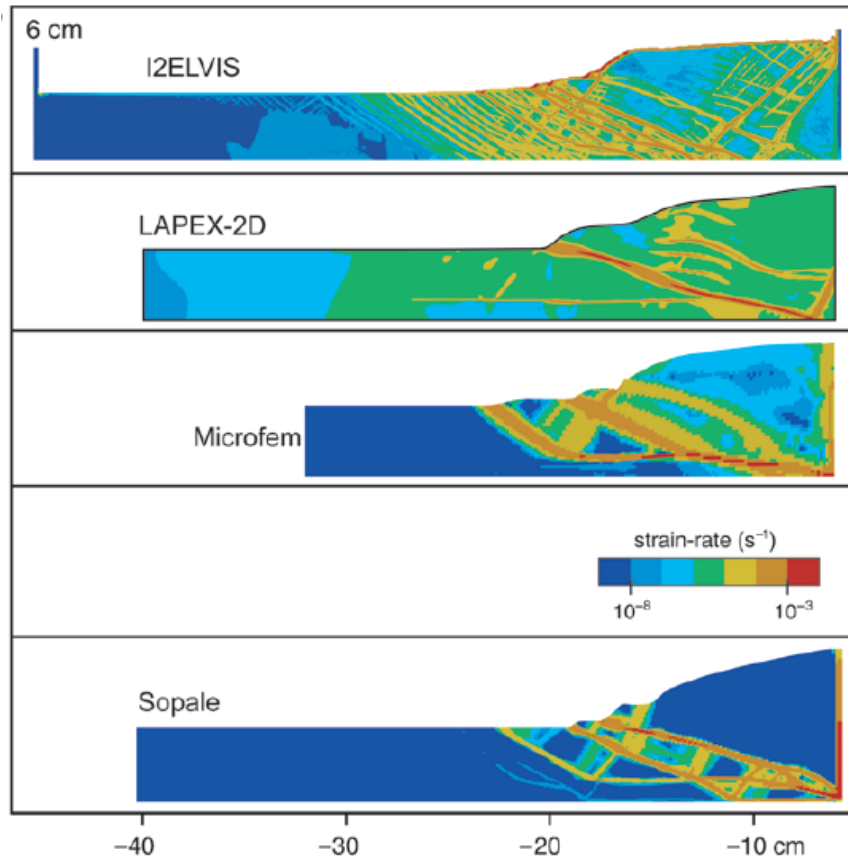 6 cm
I2ELVIS
LAPEX-2D
Microfem
strain-rate (s⁻¹)
10⁻⁸ 10⁻³
Sopale
−40 −30 −20 −10 cm